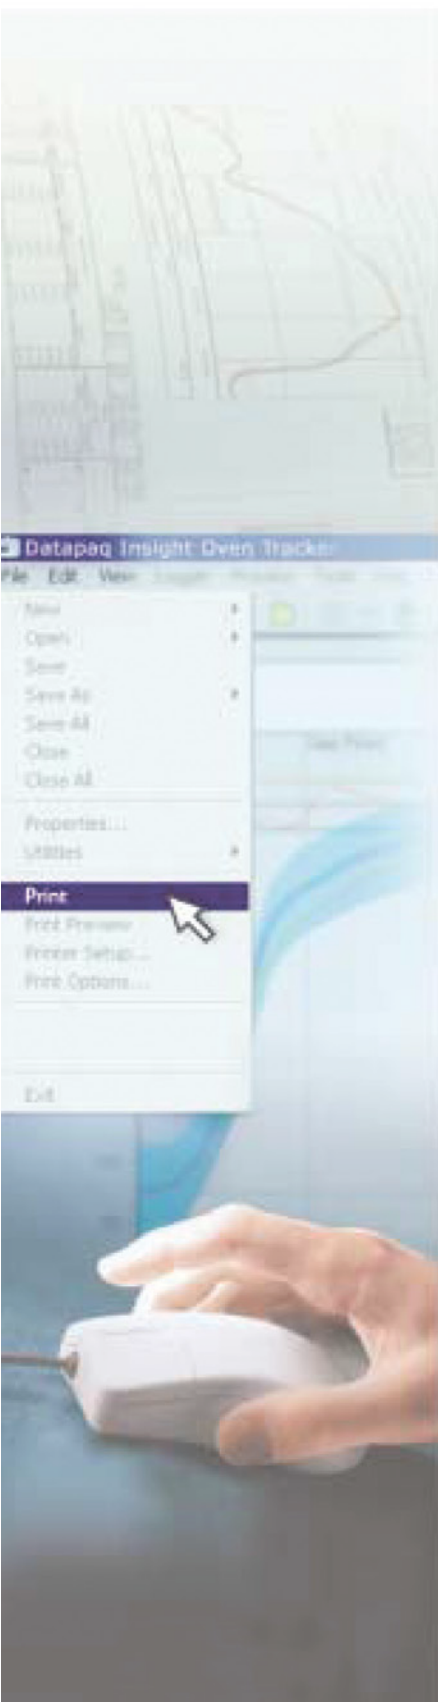 Datapaq Insight Oven Tracker
File Edit View
New
Open
Save
Save As
Save All
Close
Close All
Properties...
Utilities
Print
Print Preview
Printer Setup...
Print Options...
Exit